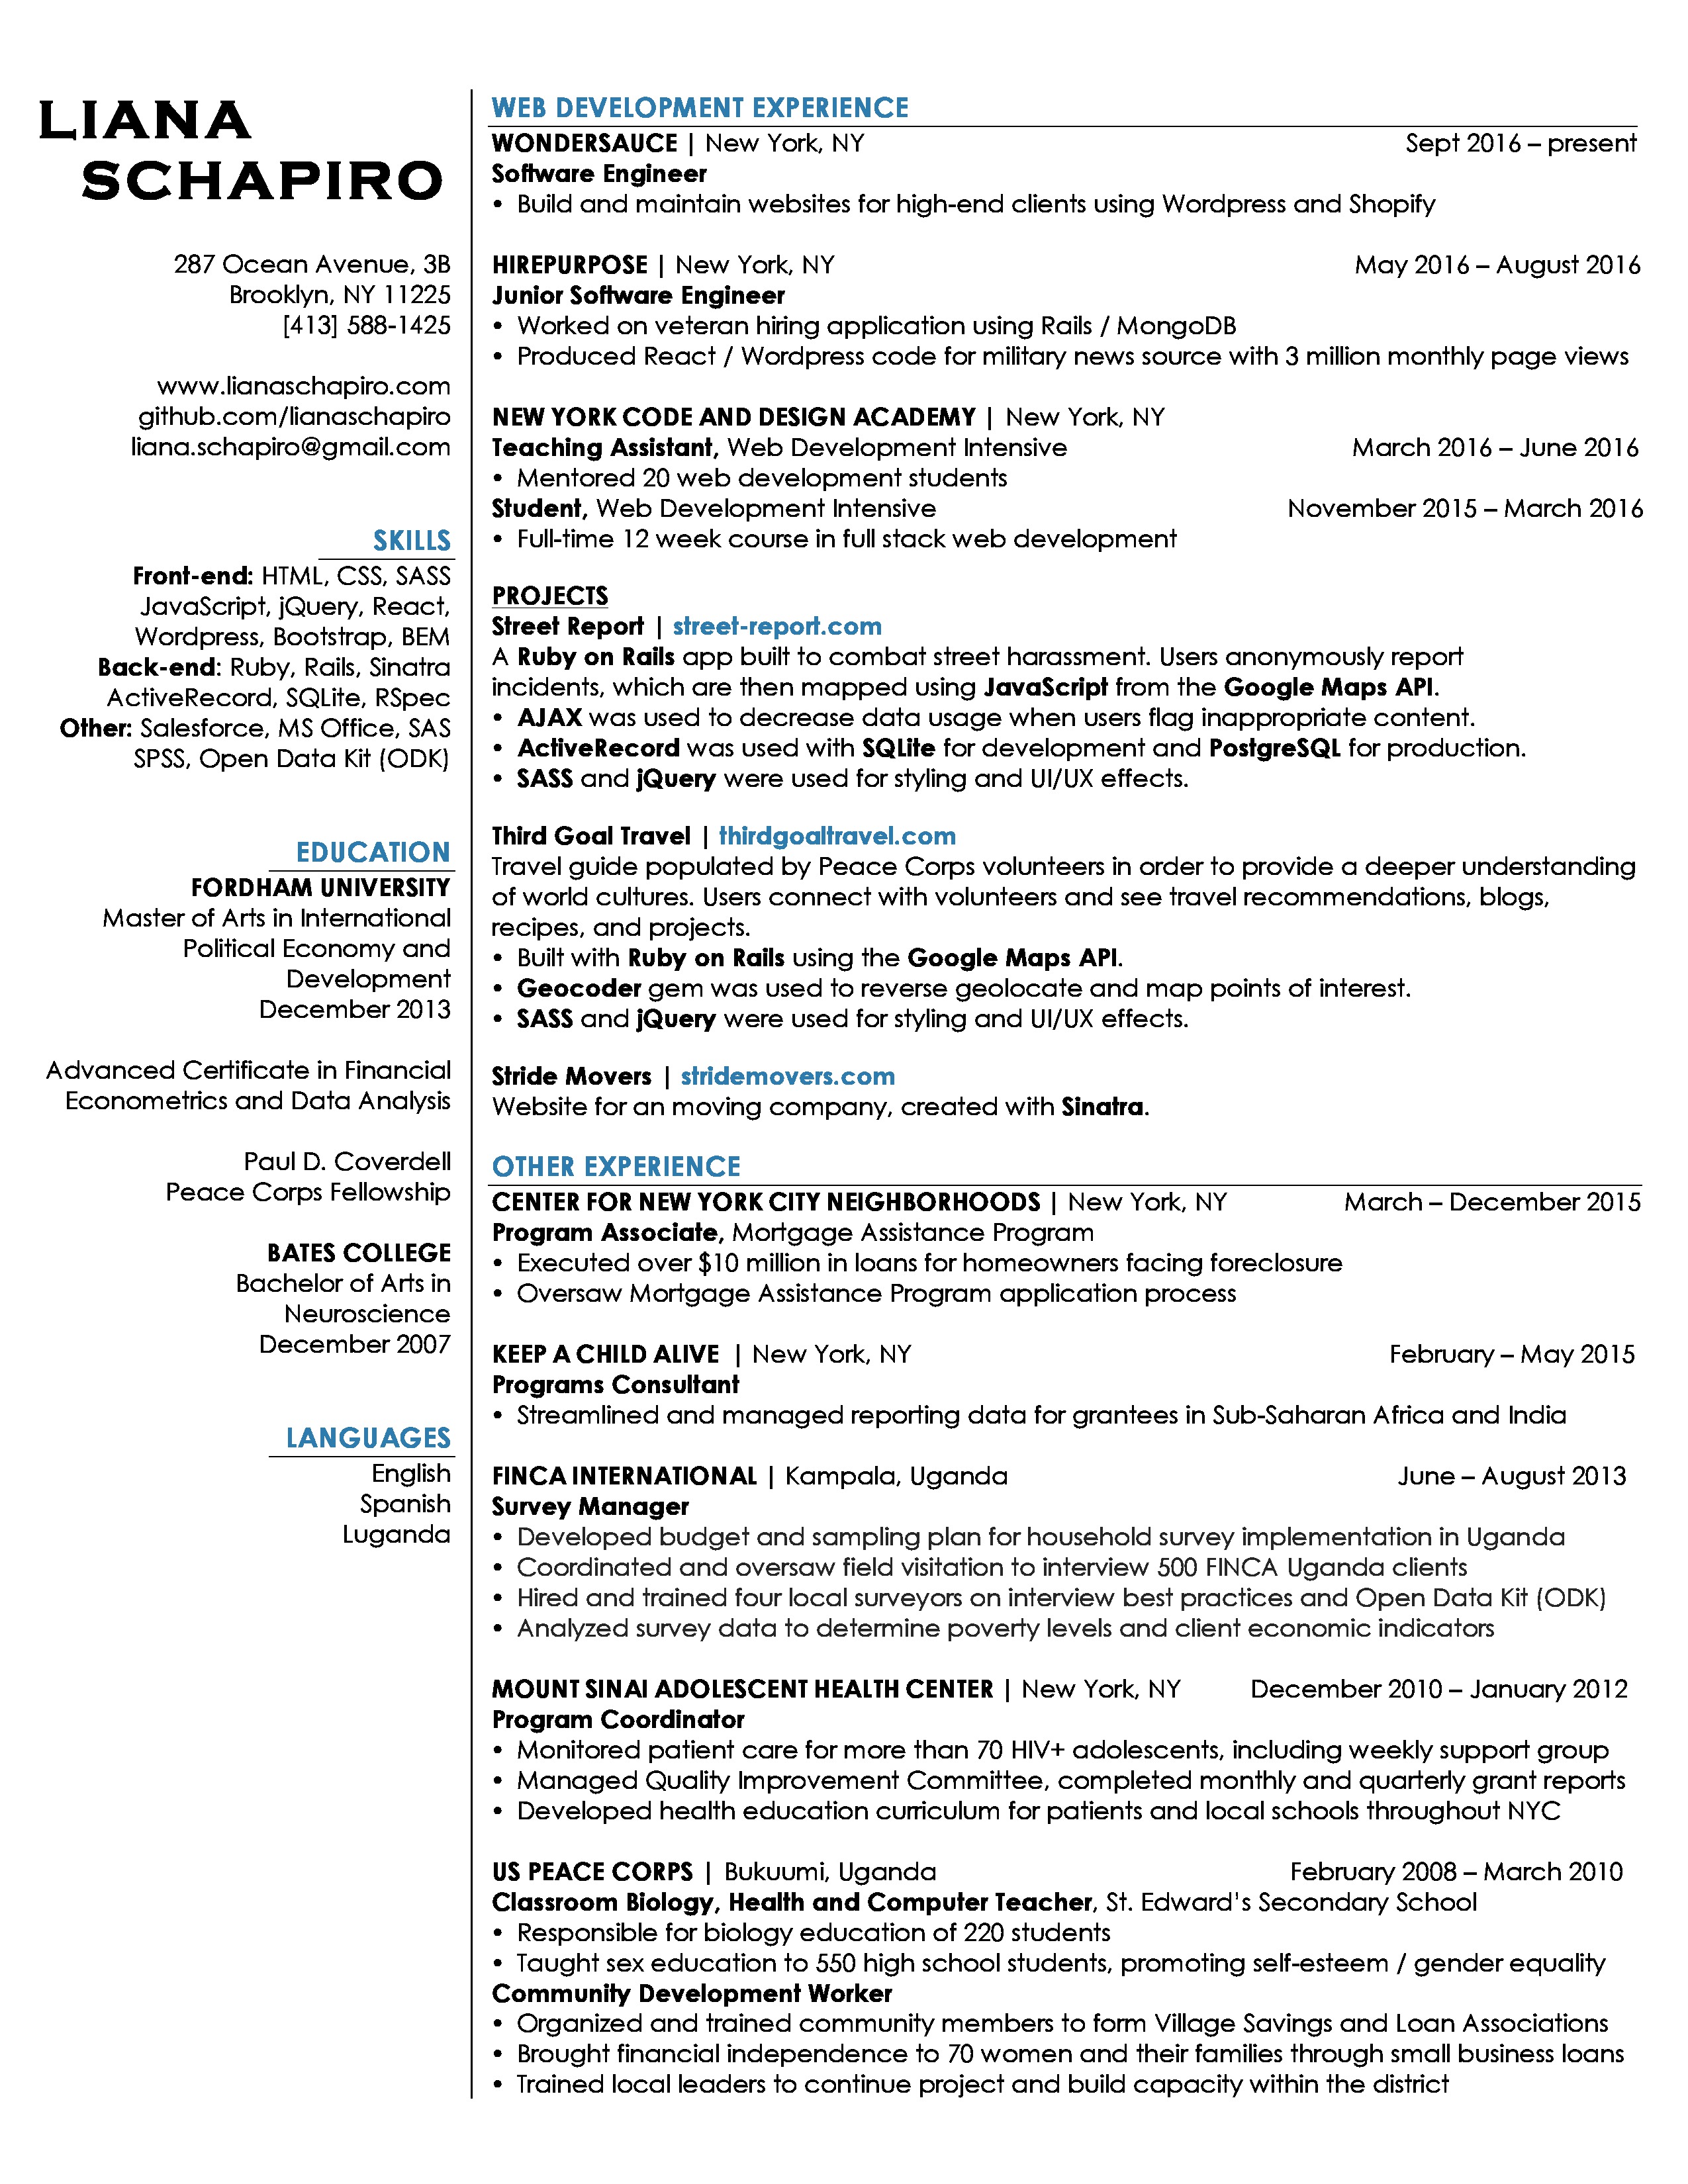 LIANA
SCHAPIRO
287 Ocean Avenue, 3B
Brooklyn, NY 11225
[413] 588-1425
www.lianaschapiro.com
github.com/lianaschapiro
liana.schapiro@gmail.com
SKILLS
Front-end: HTML, CSS, SASS
JavaScript, jQuery, React,
Wordpress, Bootstrap, BEM
Back-end: Ruby, Rails, Sinatra
ActiveRecord, SQLite, RSpec
Other: Salesforce, MS Office, SAS
SPSS, Open Data Kit (ODK)
EDUCATION
FORDHAM UNIVERSITY
Master of Arts in International
Political Economy and
Development
December 2013
Advanced Certificate in Financial
Econometrics and Data Analysis
Paul D. Coverdell
Peace Corps Fellowship
BATES COLLEGE
Bachelor of Arts in
Neuroscience
December 2007
LANGUAGES
English
Spanish
Luganda
WEB DEVELOPMENT EXPERIENCE
WONDERSAUCE | New York, NY Sept 2016 – present
Software Engineer
• Build and maintain websites for high-end clients using Wordpress and Shopify
HIREPURPOSE | New York, NY May 2016 – August 2016
Junior Software Engineer
• Worked on veteran hiring application using Rails / MongoDB
• Produced React / Wordpress code for military news source with 3 million monthly page views
NEW YORK CODE AND DESIGN ACADEMY | New York, NY
Teaching Assistant, Web Development Intensive March 2016 – June 2016
• Mentored 20 web development students
Student, Web Development Intensive November 2015 – March 2016
• Full-time 12 week course in full stack web development
PROJECTS
Street Report | street-report.com
A Ruby on Rails app built to combat street harassment. Users anonymously report
incidents, which are then mapped using JavaScript from the Google Maps API.
• AJAX was used to decrease data usage when users flag inappropriate content.
• ActiveRecord was used with SQLite for development and PostgreSQL for production.
• SASS and jQuery were used for styling and UI/UX effects.
Third Goal Travel | thirdgoaltravel.com
Travel guide populated by Peace Corps volunteers in order to provide a deeper understanding
of world cultures. Users connect with volunteers and see travel recommendations, blogs,
recipes, and projects.
• Built with Ruby on Rails using the Google Maps API.
• Geocoder gem was used to reverse geolocate and map points of interest.
• SASS and jQuery were used for styling and UI/UX effects.
Stride Movers | stridemovers.com
Website for an moving company, created with Sinatra.
OTHER EXPERIENCE
CENTER FOR NEW YORK CITY NEIGHBORHOODS | New York, NY March – December 2015
Program Associate, Mortgage Assistance Program
• Executed over $10 million in loans for homeowners facing foreclosure
• Oversaw Mortgage Assistance Program application process
KEEP A CHILD ALIVE | New York, NY February – May 2015
Programs Consultant
• Streamlined and managed reporting data for grantees in Sub-Saharan Africa and India
FINCA INTERNATIONAL | Kampala, Uganda June – August 2013
Survey Manager
• Developed budget and sampling plan for household survey implementation in Uganda
• Coordinated and oversaw field visitation to interview 500 FINCA Uganda clients
• Hired and trained four local surveyors on interview best practices and Open Data Kit (ODK)
• Analyzed survey data to determine poverty levels and client economic indicators
MOUNT SINAI ADOLESCENT HEALTH CENTER | New York, NY December 2010 – January 2012
Program Coordinator
• Monitored patient care for more than 70 HIV+ adolescents, including weekly support group
• Managed Quality Improvement Committee, completed monthly and quarterly grant reports
• Developed health education curriculum for patients and local schools throughout NYC
US PEACE CORPS | Bukuumi, Uganda February 2008 – March 2010
Classroom Biology, Health and Computer Teacher, St. Edward's Secondary School
• Responsible for biology education of 220 students
• Taught sex education to 550 high school students, promoting self-esteem / gender equality
Community Development Worker
• Organized and trained community members to form Village Savings and Loan Associations
• Brought financial independence to 70 women and their families through small business loans
• Trained local leaders to continue project and build capacity within the district